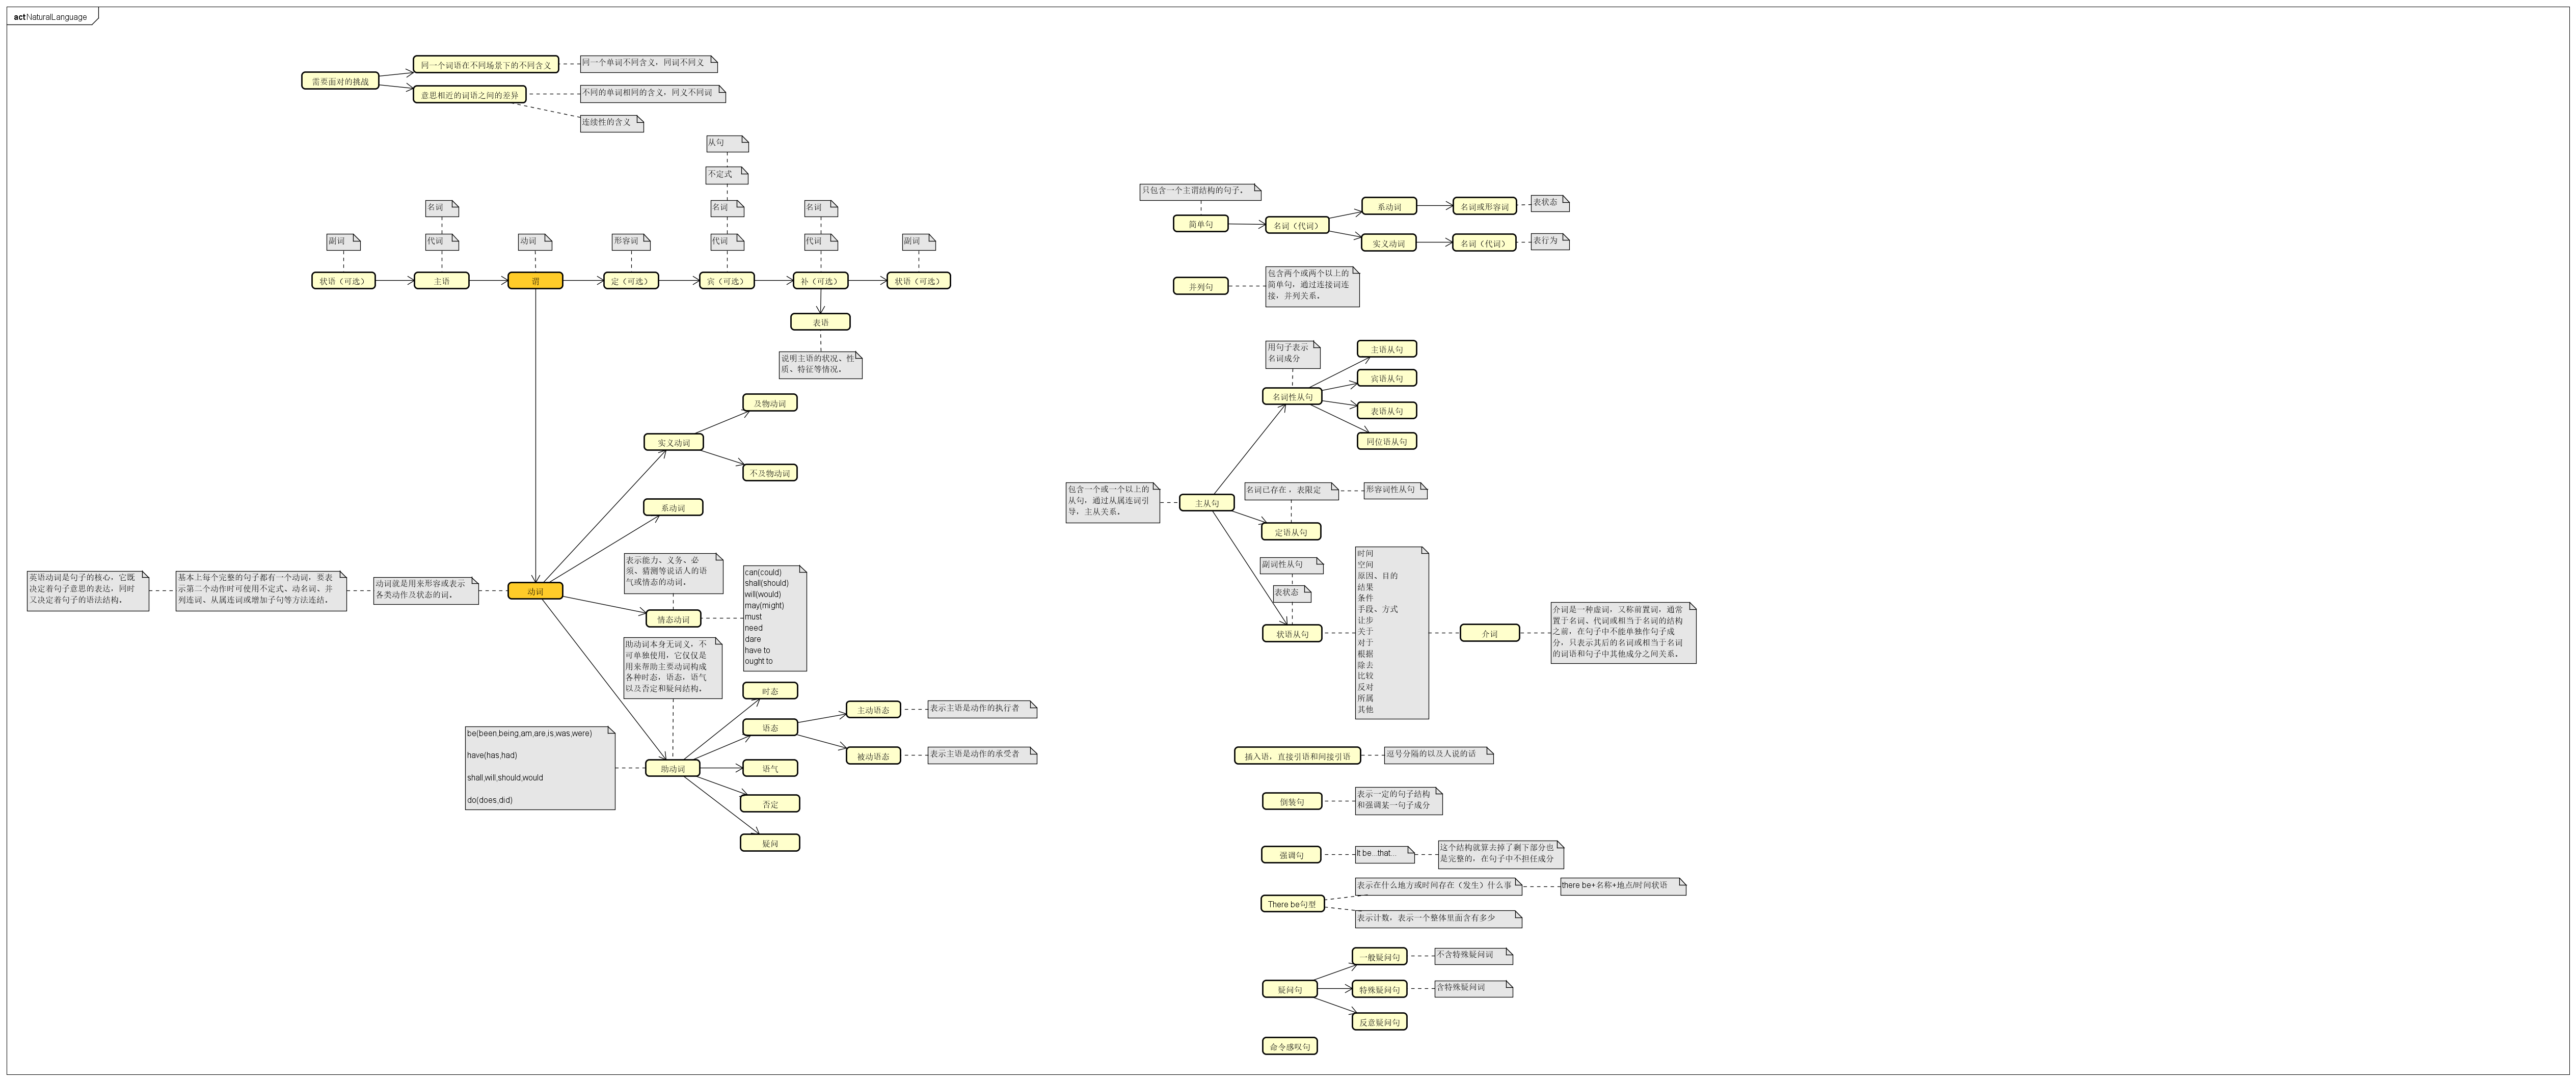 act NaturalLanguage
需要面对的挑战
同一个词语在不同场景下的不同含义
同一个单词不同含义，同词不同义
意思相近的词语之间的差异
不同的单词相同的含义，同义不同词
连续性的含义
从句
不定式
名词
名词
名词
副词
代词
动词
形容词
代词
代词
副词
状语（可选）
主语
谓
定（可选）
宾（可选）
补（可选）
状语（可选）
表语
说明主语的状况、性
质、特征等情况。
及物动词
实义动词
不及物动词
系动词
英语动词是句子的核心，它既
决定着句子意思的表达，同时
又决定着句子的语法结构。
基本上每个完整的句子都有一个动词，要表
示第二个动作时可使用不定式、动名词、并
列连词、从属连词或增加子句等方法连结。
动词就是用来形容或表示
各类动作及状态的词。
动词
表示能力、义务、必
须、猜测等说话人的语
气或情态的动词。
情态动词
can(could)
shall(should)
will(would)
may(might)
must
need
dare
have to
ought to
助动词本身无词义，不
可单独使用，它仅仅是
用来帮助主要动词构成
各种时态，语态，语气
以及否定和疑问结构。
be(been,being,am,are,is,was,were)
have(has,had)
shall,will,should,would
do(does,did)
助动词
时态
语态
主动语态
表示主语是动作的执行者
被动语态
表示主语是动作的承受者
语气
否定
疑问
只包含一个主谓结构的句子。
简单句
名词（代词）
系动词
名词或形容词
表状态
实义动词
名词（代词）
表行为
并列句
包含两个或两个以上的
简单句，通过连接词连
接，并列关系。
用句子表示
名词成分
名词性从句
主语从句
宾语从句
表语从句
同位语从句
包含一个或一个以上的
从句，通过从属连词引
导，主从关系。
主从句
名词已存在，表限定
形容词性从句
定语从句
副词性从句
表状态
状语从句
时间
空间
原因、目的
结果
条件
手段、方式
让步
关于
对于
根据
除去
比较
反对
所属
其他
介词
介词是一种虚词，又称前置词，通常
置于名词、代词或相当于名词的结构
之前，在句子中不能单独作句子成
分，只表示其后的名词或相当于名词
的词语和句子中其他成分之间关系。
插入语，直接引语和间接引语
逗号分隔的以及人说的话
倒装句
表示一定的句子结构
和强调某一句子成分
强调句
It be...that...
这个结构就算去掉了剩下部分也
是完整的，在句子中不担任成分
There be句型
表示在什么地方或时间存在（发生）什么事
there be+名称+地点/时间状语
表示计数，表示一个整体里面含有多少
疑问句
一般疑问句
不含特殊疑问词
特殊疑问句
含特殊疑问词
反意疑问句
命令感叹句